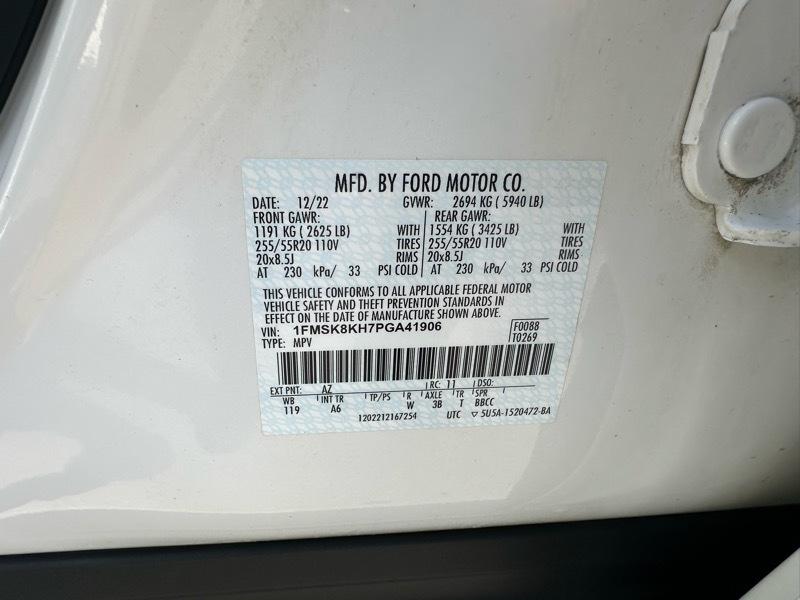 MFD. BY FORD MOTOR CO.
DATE: 12/22 GVWR: 2694 KG ( 5940 LB)
FRONT GAWR: REAR GAWR:
1191 KG ( 2625 LB) WITH 1554 KG ( 3425 LB) WITH
255/55R20 110V TIRES 255/55R20 110V TIRES
20x8.5J RIMS 20x8.5J RIMS
AT 230 kPa/ 33 PSI COLD AT 230 kPa/ 33 PSI COLD
THIS VEHICLE CONFORMS TO ALL APPLICABLE FEDERAL MOTOR
VEHICLE SAFETY AND THEFT PREVENTION STANDARDS IN
EFFECT ON THE DATE OF MANUFACTURE SHOWN ABOVE.
VIN: 1FMSK8KH7PGA41906 F0088
TYPE: MPV T0269
EXT PNT: AZ RC: 11 DSO:
WB INT TR TP/PS R AXLE TR SPR
119 A6 W 3B T BBCC
1202212167254 UTC ▽ 5U5A-1520472-BA